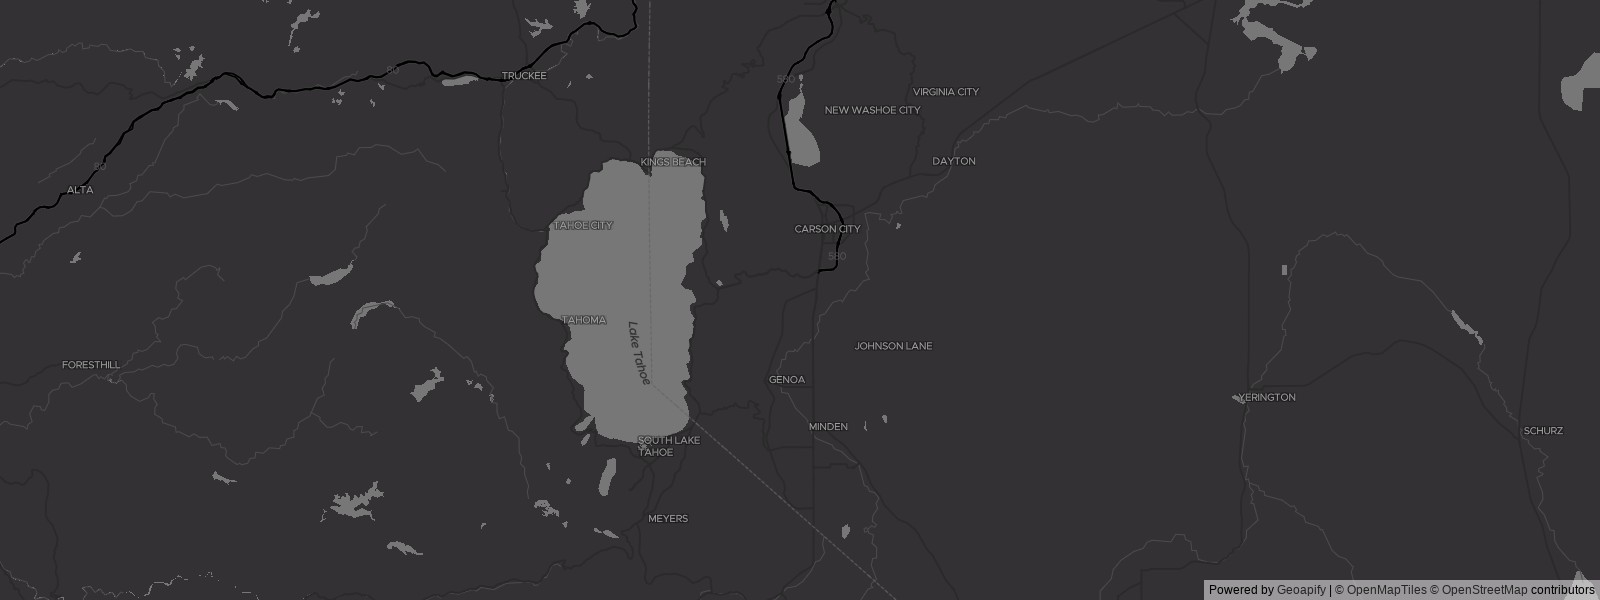 80
TRUCKEE
580
VIRGINIA CITY
NEW WASHOE CITY
KINGS BEACH
DAYTON
80
ALTA
TAHOE CITY
CARSON CITY
580
TAHOMA
Lake Tahoe
JOHNSON LANE
FORESTHILL
GENOA
YERINGTON
MINDEN
SCHURZ
SOUTH LAKE
TAHOE
MEYERS
Powered by Geoapify | © OpenMapTiles © OpenStreetMap contributors